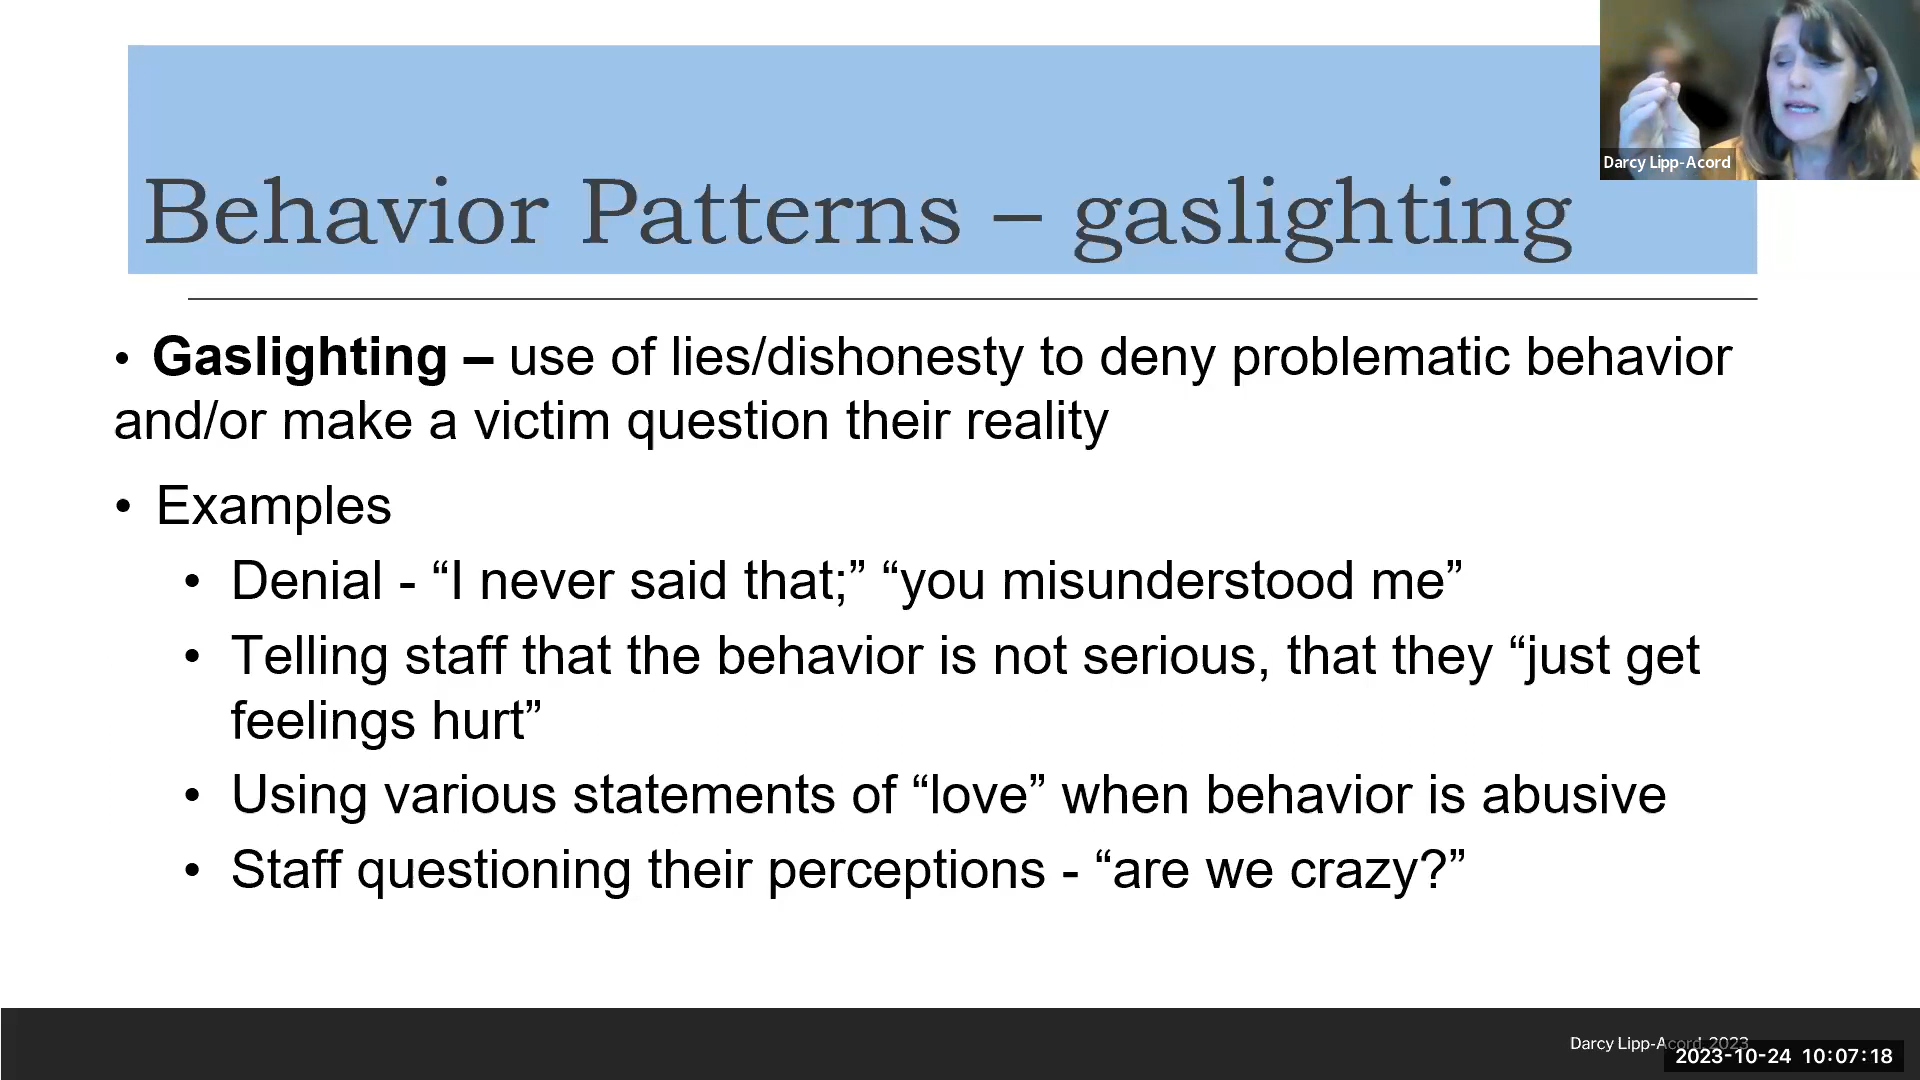 Darcy Lipp-Acord
Behavior Patterns – gaslighting
• Gaslighting – use of lies/dishonesty to deny problematic behavior
and/or make a victim question their reality
• Examples
• Denial - “I never said that;” “you misunderstood me”
• Telling staff that the behavior is not serious, that they “just get
feelings hurt”
• Using various statements of “love” when behavior is abusive
• Staff questioning their perceptions - “are we crazy?”
Darcy Lipp-Acord, 2023
2023-10-24 10:07:18